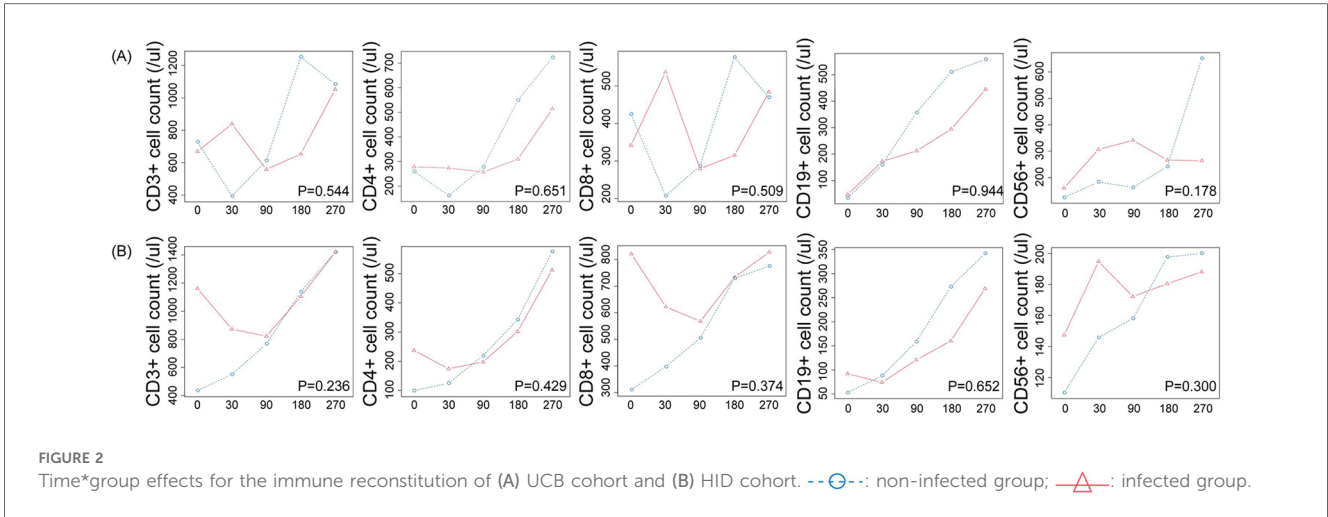 (A)
CD3+ cell count (/ul)
400 600 800 1000 1200
P=0.544
0 30 90 180 270
CD4+ cell count (/ul)
200 300 400 500 600 700
P=0.651
0 30 90 180 270
CD8+ cell count (/ul)
200 300 400 500
P=0.509
0 30 90 180 270
CD19+ cell count (/ul)
100 200 300 400 500
P=0.944
0 30 90 180 270
CD56+ cell count (/ul)
200 300 400 500 600
P=0.178
0 30 90 180 270
(B)
CD3+ cell count (/ul)
400 600 800 1000 1200 1400
P=0.236
0 30 90 180 270
CD4+ cell count (/ul)
100 200 300 400 500
P=0.429
0 30 90 180 270
CD8+ cell count (/ul)
300 400 500 600 700 800
P=0.374
0 30 90 180 270
CD19+ cell count (/ul)
50 100 150 200 250 300 350
P=0.652
0 30 90 180 270
CD56+ cell count (/ul)
120 140 160 180 200
P=0.300
0 30 90 180 270
FIGURE 2
Time*group effects for the immune reconstitution of (A) UCB cohort and (B) HID cohort. : non-infected group; : infected group.